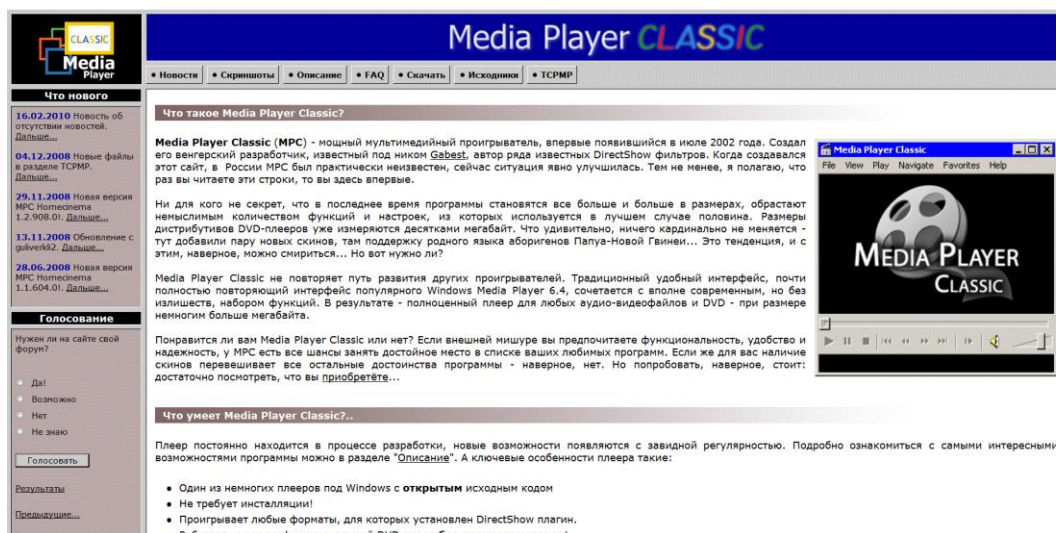 CLASSIC
Media
Player
Media Player CLASSIC
• Новости • Скриншоты • Описание • FAQ • Скачать • Исходники • TCPMP
Что нового
16.02.2010 Новость об
отсутствии новостей.
Дальше...
04.12.2008 Новые файлы
в разделе TCPMP.
Дальше...
29.11.2008 Новая версия
MPC Homecinema
1.2.908.0!. Дальше...
13.11.2008 Обновление с
guliverkli2. Дальше...
28.06.2008 Новая версия
MPC Homecinema
1.1.604.0!. Дальше...
Голосование
Нужен ли на сайте свой
форум?
Да!
Возможно
Нет
Не знаю
Голосовать
Результаты
Предыдущие...
Что такое Media Player Classic?
Media Player Classic (MPC) - мощный мультимедийный проигрыватель, впервые появившийся в июле 2002 года. Создал
его венгерский разработчик, известный под ником Gabest, автор ряда известных DirectShow фильтров. Когда создавался
этот сайт, в России MPC был практически неизвестен, сейчас ситуация явно улучшилась. Тем не менее, я полагаю, что
раз вы читаете эти строки, то вы здесь впервые.
Ни для кого не секрет, что в последнее время программы становятся все больше и больше в размерах, обрастают
немыслимым количеством функций и настроек, из которых используется в лучшем случае половина. Размеры
дистрибутивов DVD-плееров уже измеряются десятками мегабайт. Что удивительно, ничего кардинально не меняется -
тут добавили пару новых скинов, там поддержку родного языка аборигенов Папуа-Новой Гвинеи... Это тенденция, и с
этим, наверное, можно смириться... Но вот нужно ли?
Media Player Classic не повторяет путь развития других проигрывателей. Традиционный удобный интерфейс, почти
полностью повторяющий интерфейс популярного Windows Media Player 6.4, сочетается с вполне современным, но без
излишеств, набором функций. В результате - полноценный плеер для любых аудио-видеофайлов и DVD - при размере
немногим больше мегабайта.
Понравится ли вам Media Player Classic или нет? Если внешней мишуре вы предпочитаете функциональность, удобство и
надежность, у MPC есть все шансы занять достойное место в списке ваших любимых программ. Если же для вас наличие
скинов перевешивает все остальные достоинства программы - наверное, нет. Но попробовать, наверное, стоит:
достаточно посмотреть, что вы приобретёте...
Media Player Classic
File View Play Navigate Favorites Help
MEDIA PLAYER
CLASSIC
Что умеет Media Player Classic?..
Плеер постоянно находится в процессе разработки, новые возможности появляются с завидной регулярностью. Подробно ознакомиться с самыми интересными
возможностями программы можно в разделе "Описание". А ключевые особенности плеера такие:
• Один из немногих плееров под Windows с открытым исходным кодом
• Не требует инсталляции!
• Проигрывает любые форматы, для которых установлен DirectShow плагин.